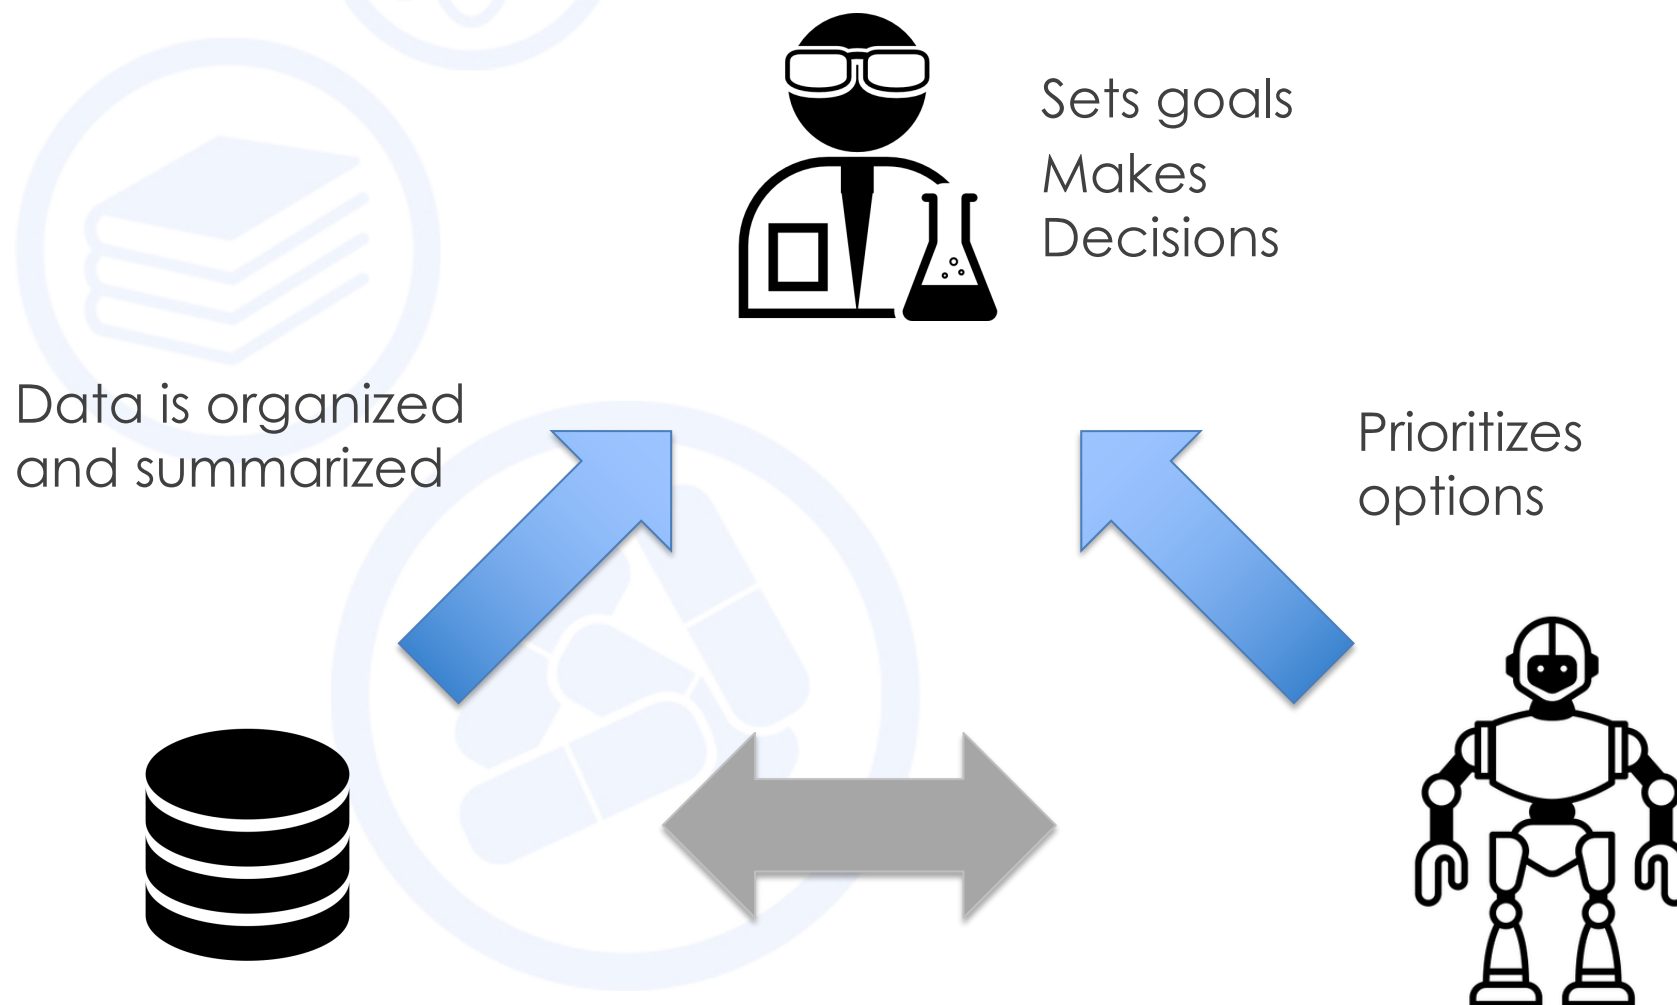 Sets goals
Makes
Decisions
Data is organized
and summarized
Prioritizes
options